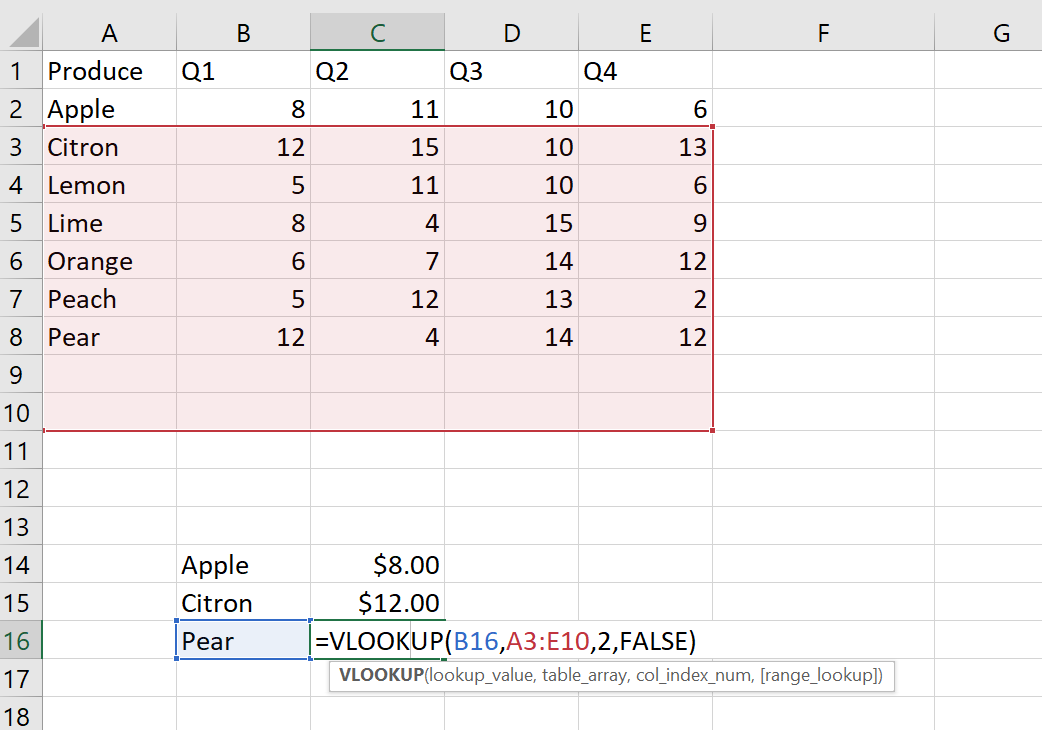 A B C D E F G
1 Produce Q1 Q2 Q3 Q4
2 Apple 8 11 10 6
3 Citron 12 15 10 13
4 Lemon 5 11 10 6
5 Lime 8 4 15 9
6 Orange 6 7 14 12
7 Peach 5 12 13 2
8 Pear 12 4 14 12
9
10
11
12
13
14 Apple $8.00
15 Citron $12.00
16 Pear =VLOOKUP(B16,A3:E10,2,FALSE)
17 VLOOKUP(lookup_value, table_array, col_index_num, [range_lookup])
18